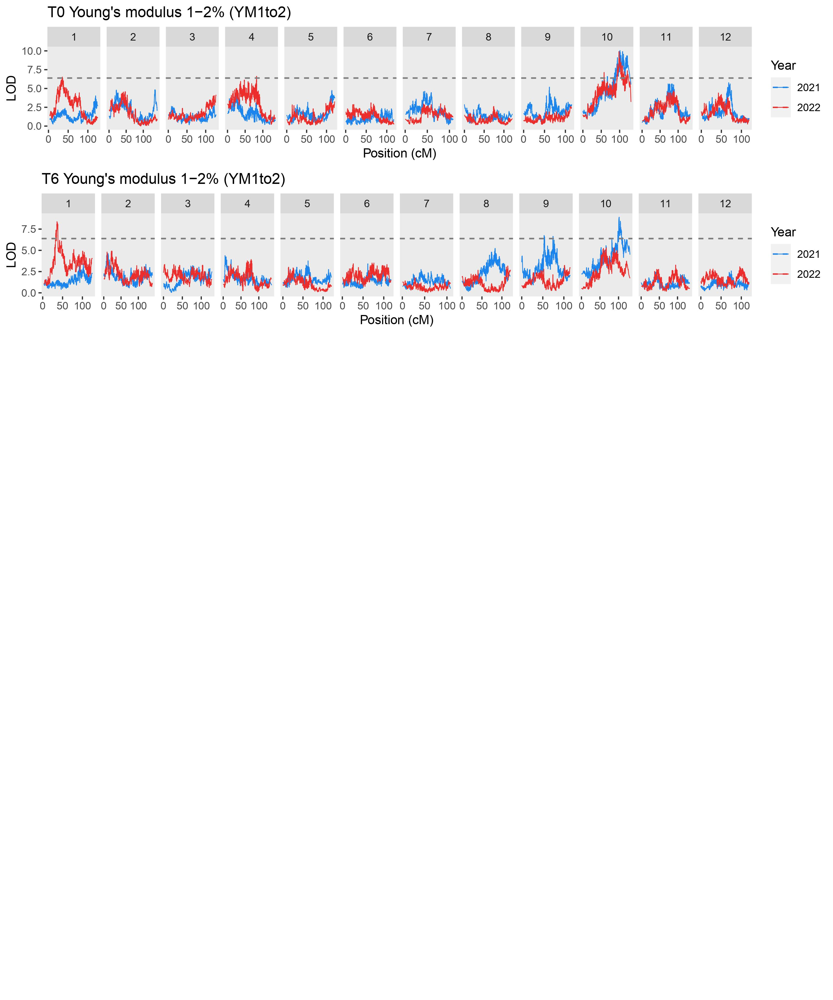 T0 Young's modulus 1−2% (YM1to2)
1 2 3 4 5 6 7 8 9 10 11 12
10.0
7.5
5.0
2.5
0.0
LOD
0 50 100 0 50 100 0 50 100 0 50 100 0 50 100 0 50 100 0 50 100 0 50 100 0 50 100 0 50 100 0 50 100 0 50 100
Position (cM)
Year
2021
2022
T6 Young's modulus 1−2% (YM1to2)
1 2 3 4 5 6 7 8 9 10 11 12
7.5
5.0
2.5
0.0
LOD
0 50 100 0 50 100 0 50 100 0 50 100 0 50 100 0 50 100 0 50 100 0 50 100 0 50 100 0 50 100 0 50 100 0 50 100
Position (cM)
Year
2021
2022